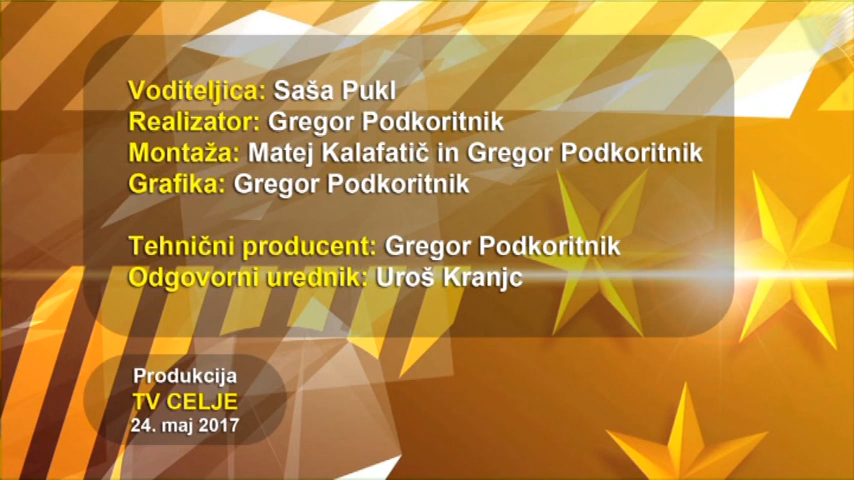 Voditeljica: Saša Pukl
Realizator: Gregor Podkoritnik
Montaža: Matej Kalafatič in Gregor Podkoritnik
Grafika: Gregor Podkoritnik
Tehnični producent: Gregor Podkoritnik
Odgovorni urednik: Uroš Kranjc
Produkcija
TV CELJE
24. maj 2017